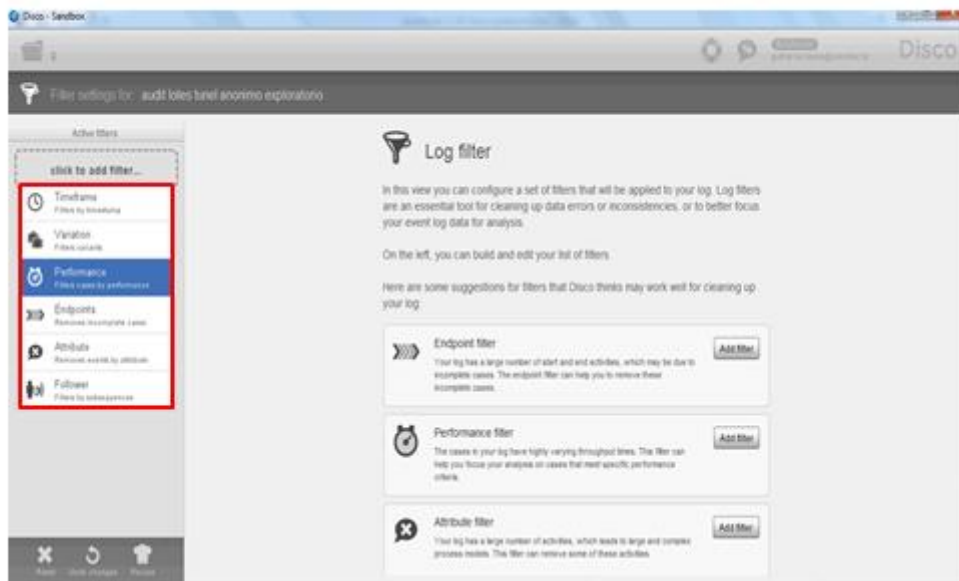 Disco - Sandbox
Disco
Filter settings for: audit lotes tunel anonimo exploratorio
Active filters
click to add filter...
Timeframe
Filters by timeframe
Variation
Filters variants
Performance
Filters cases by performance
Endpoints
Removes incomplete cases
Attribute
Removes events by attribute
Follower
Filters by subsequences
Reset
Undo changes
Recipes
Log filter
In this view you can configure a set of filters that will be applied to your log. Log filters
are an essential tool for cleaning up data errors or inconsistencies, or to better focus
your event log data for analysis.
On the left, you can build and edit your list of filters.
Here are some suggestions for filters that Disco thinks may work well for cleaning up
your log:
Endpoint filter
Your log has a large number of start and end activities, which may be due to
incomplete cases. The endpoint filter can help you to remove these
incomplete cases.
Add filter
Performance filter
The cases in your log have highly varying throughput times. This filter can
help you focus your analysis on cases that meet specific performance
criteria.
Add filter
Attribute filter
Your log has a large number of activities, which leads to large and complex
process models. This filter can remove some of these activities.
Add filter